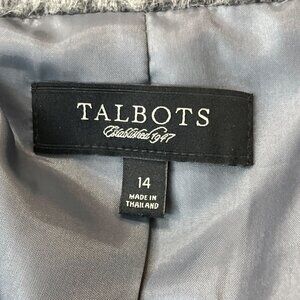 TALBOTS
Established 1947
14
MADE IN
THAILAND